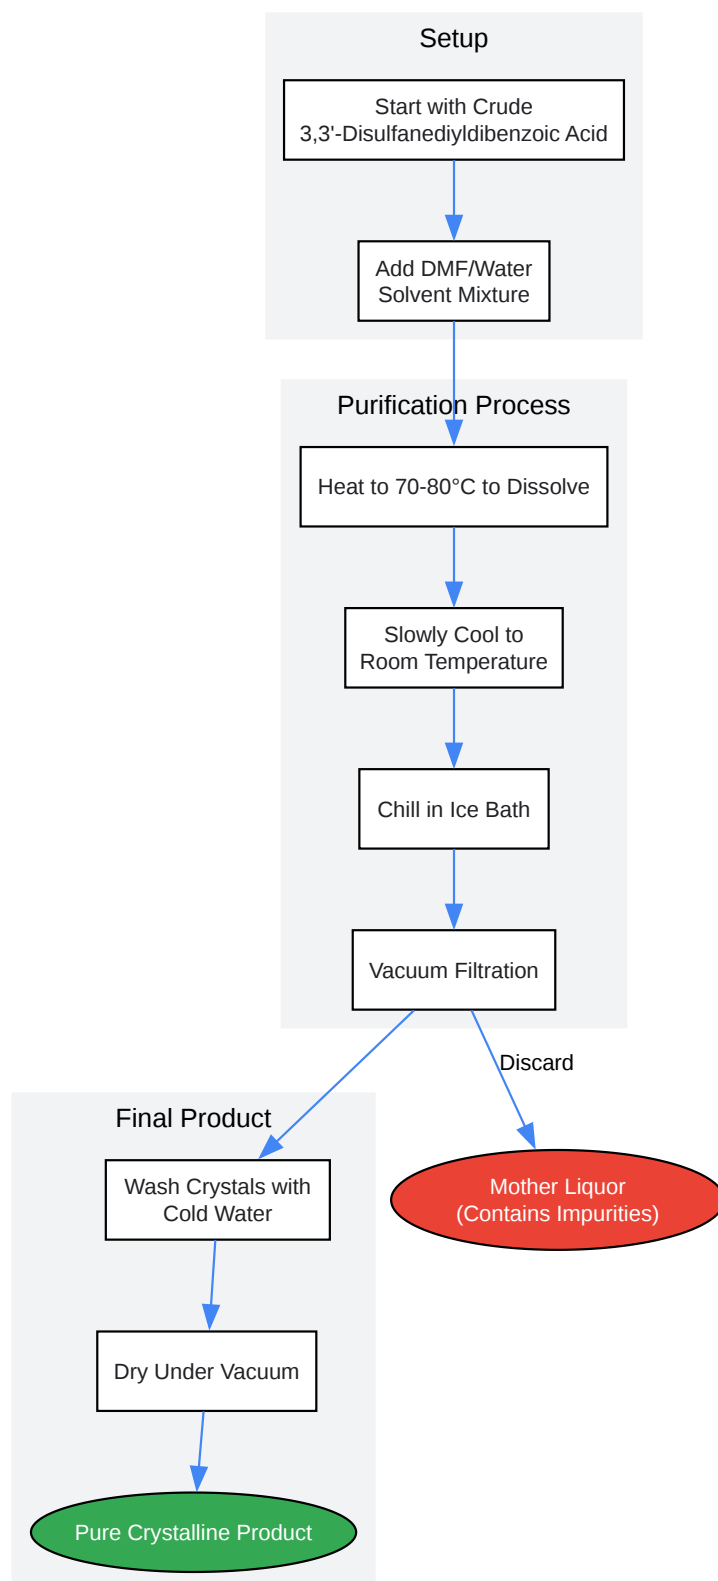 Setup
Start with Crude
3,3'-Disulfanediyldibenzoic Acid
Add DMF/Water
Solvent Mixture
Purification Process
Heat to 70-80°C to Dissolve
Slowly Cool to
Room Temperature
Chill in Ice Bath
Vacuum Filtration
Discard
Final Product
Wash Crystals with
Cold Water
Mother Liquor
(Contains Impurities)
Dry Under Vacuum
Pure Crystalline Product